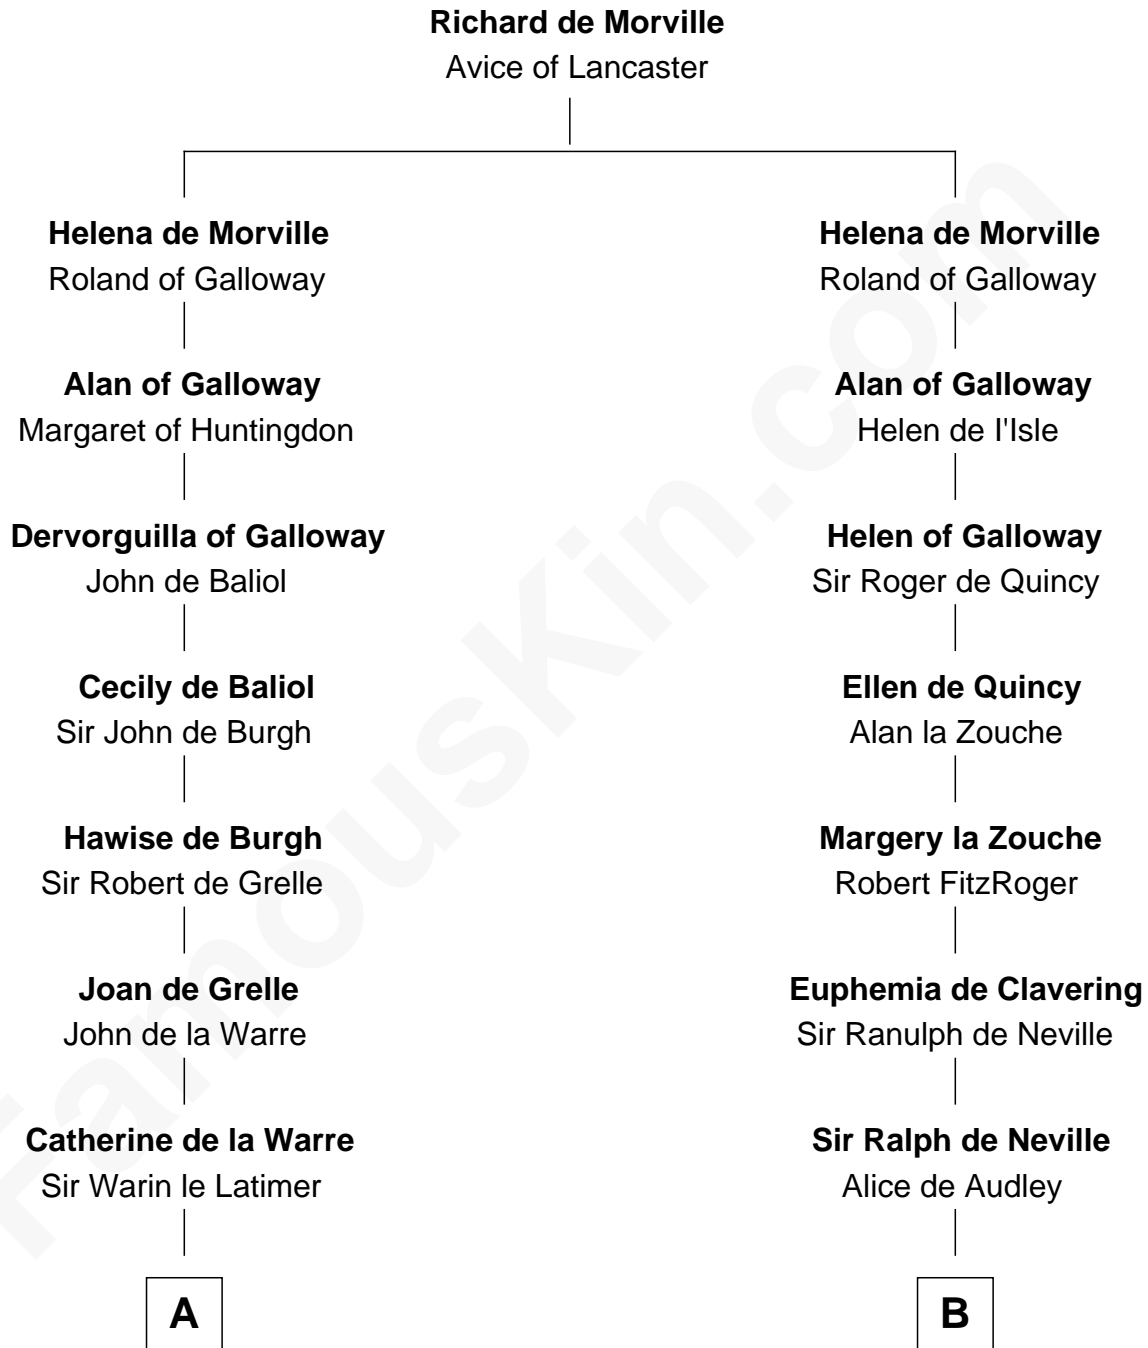 Richard de Morville
Avice of Lancaster
Helena de Morville
Roland of Galloway
Helena de Morville
Roland of Galloway
Alan of Galloway
Margaret of Huntingdon
Alan of Galloway
Helen de I'Isle
Dervorguilla of Galloway
John de Baliol
Helen of Galloway
Sir Roger de Quincy
Cecily de Baliol
Sir John de Burgh
Ellen de Quincy
Alan la Zouche
Hawise de Burgh
Sir Robert de Grelle
Margery la Zouche
Robert FitzRoger
Joan de Grelle
John de la Warre
Euphemia de Clavering
Sir Ranulph de Neville
Catherine de la Warre
Sir Warin le Latimer
Sir Ralph de Neville
Alice de Audley
A
B
FamousKin.com